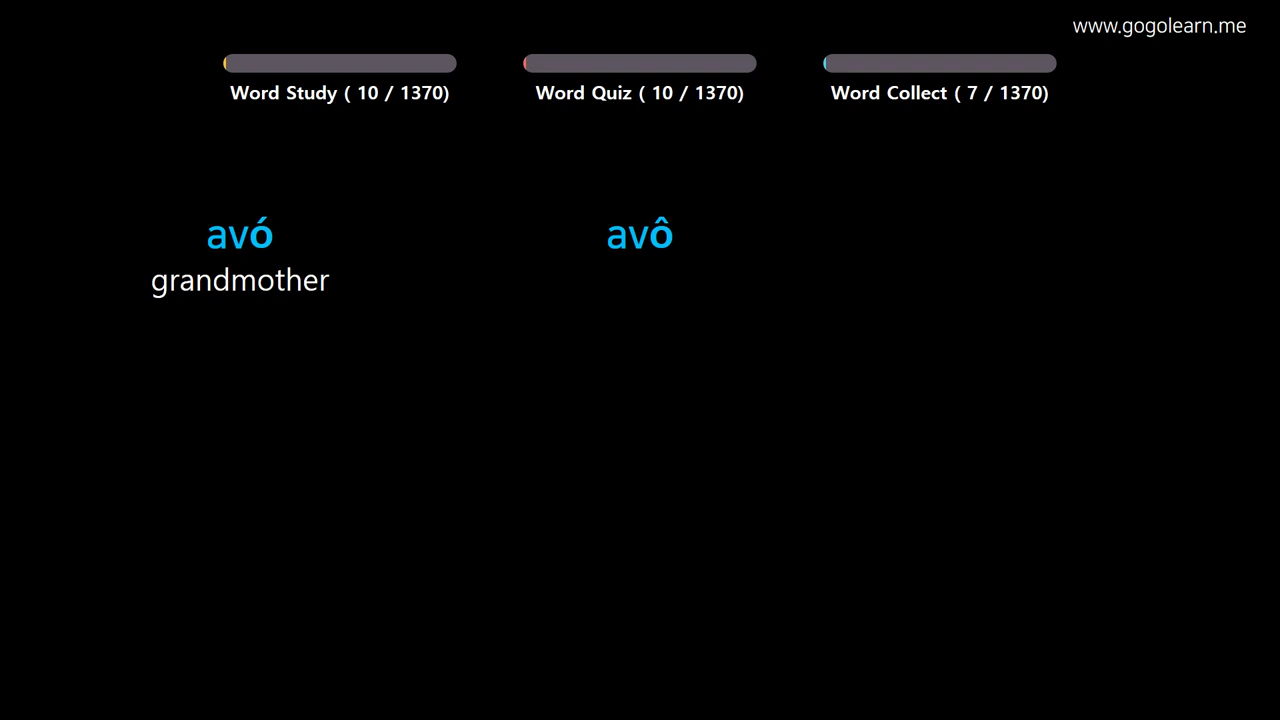 www.gogolearn.me
Word Study ( 10 / 1370)
Word Quiz ( 10 / 1370)
Word Collect ( 7 / 1370)
avó
grandmother
avô